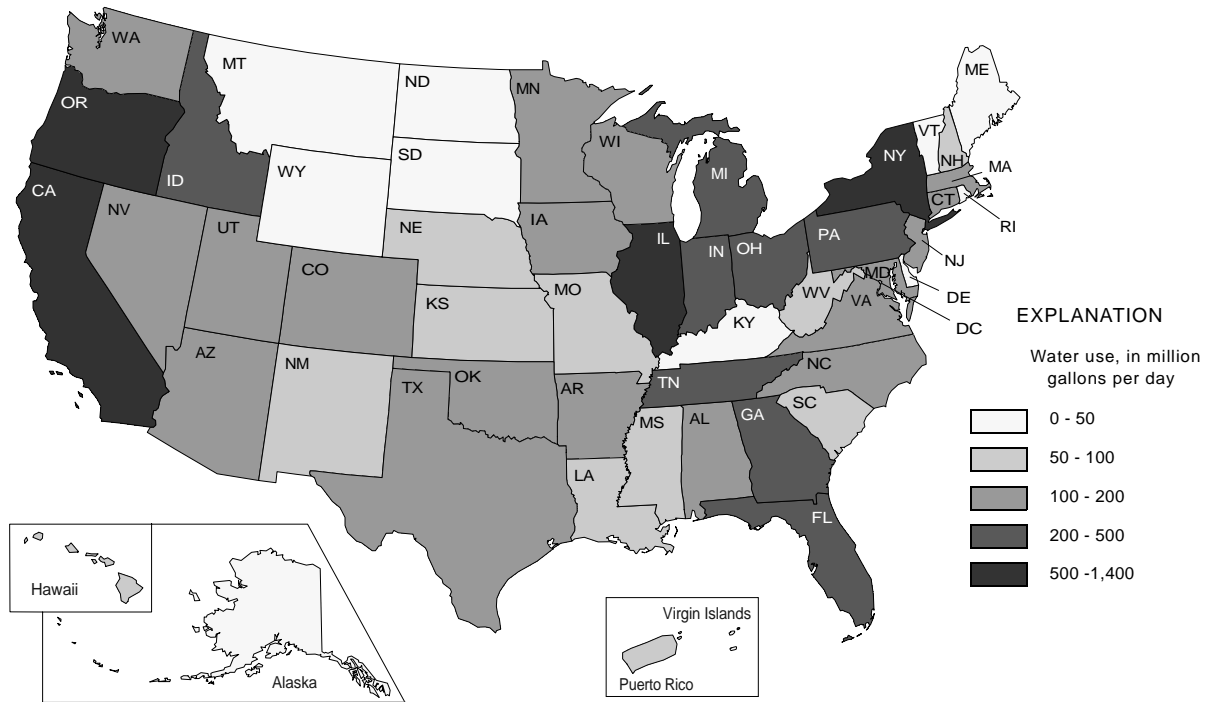 WA
MT
ND
MN
ME
OR
ID
WY
SD
WI
MI
VT
NH
NY
MA
CT
RI
CA
NV
UT
NE
IA
IL
IN
OH
PA
NJ
CO
KS
MO
KY
WV
MD
VA
DE
DC
AZ
NM
TX
OK
AR
TN
NC
SC
MS
AL
GA
LA
FL
EXPLANATION
Water use, in million
gallons per day
0 - 50
50 - 100
100 - 200
200 - 500
500 -1,400
Hawaii
Alaska
Virgin Islands
Puerto Rico